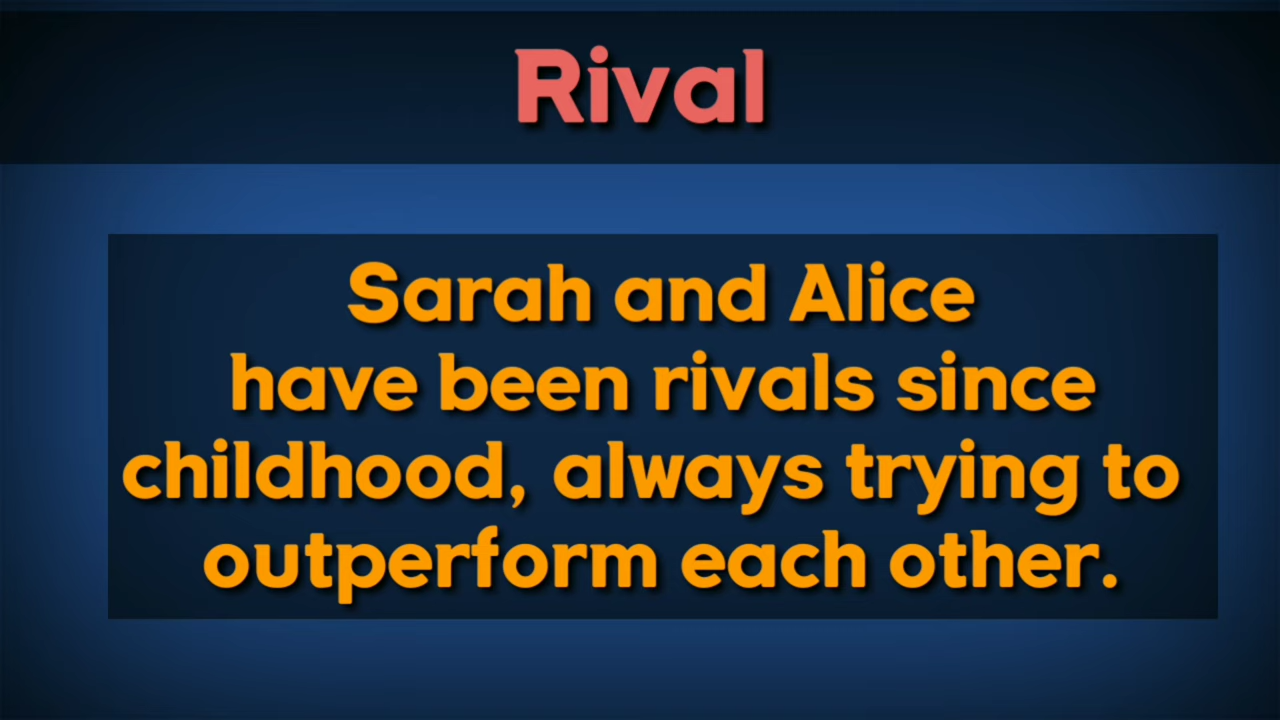 Rival
Sarah and Alice
have been rivals since
childhood, always trying to
outperform each other.